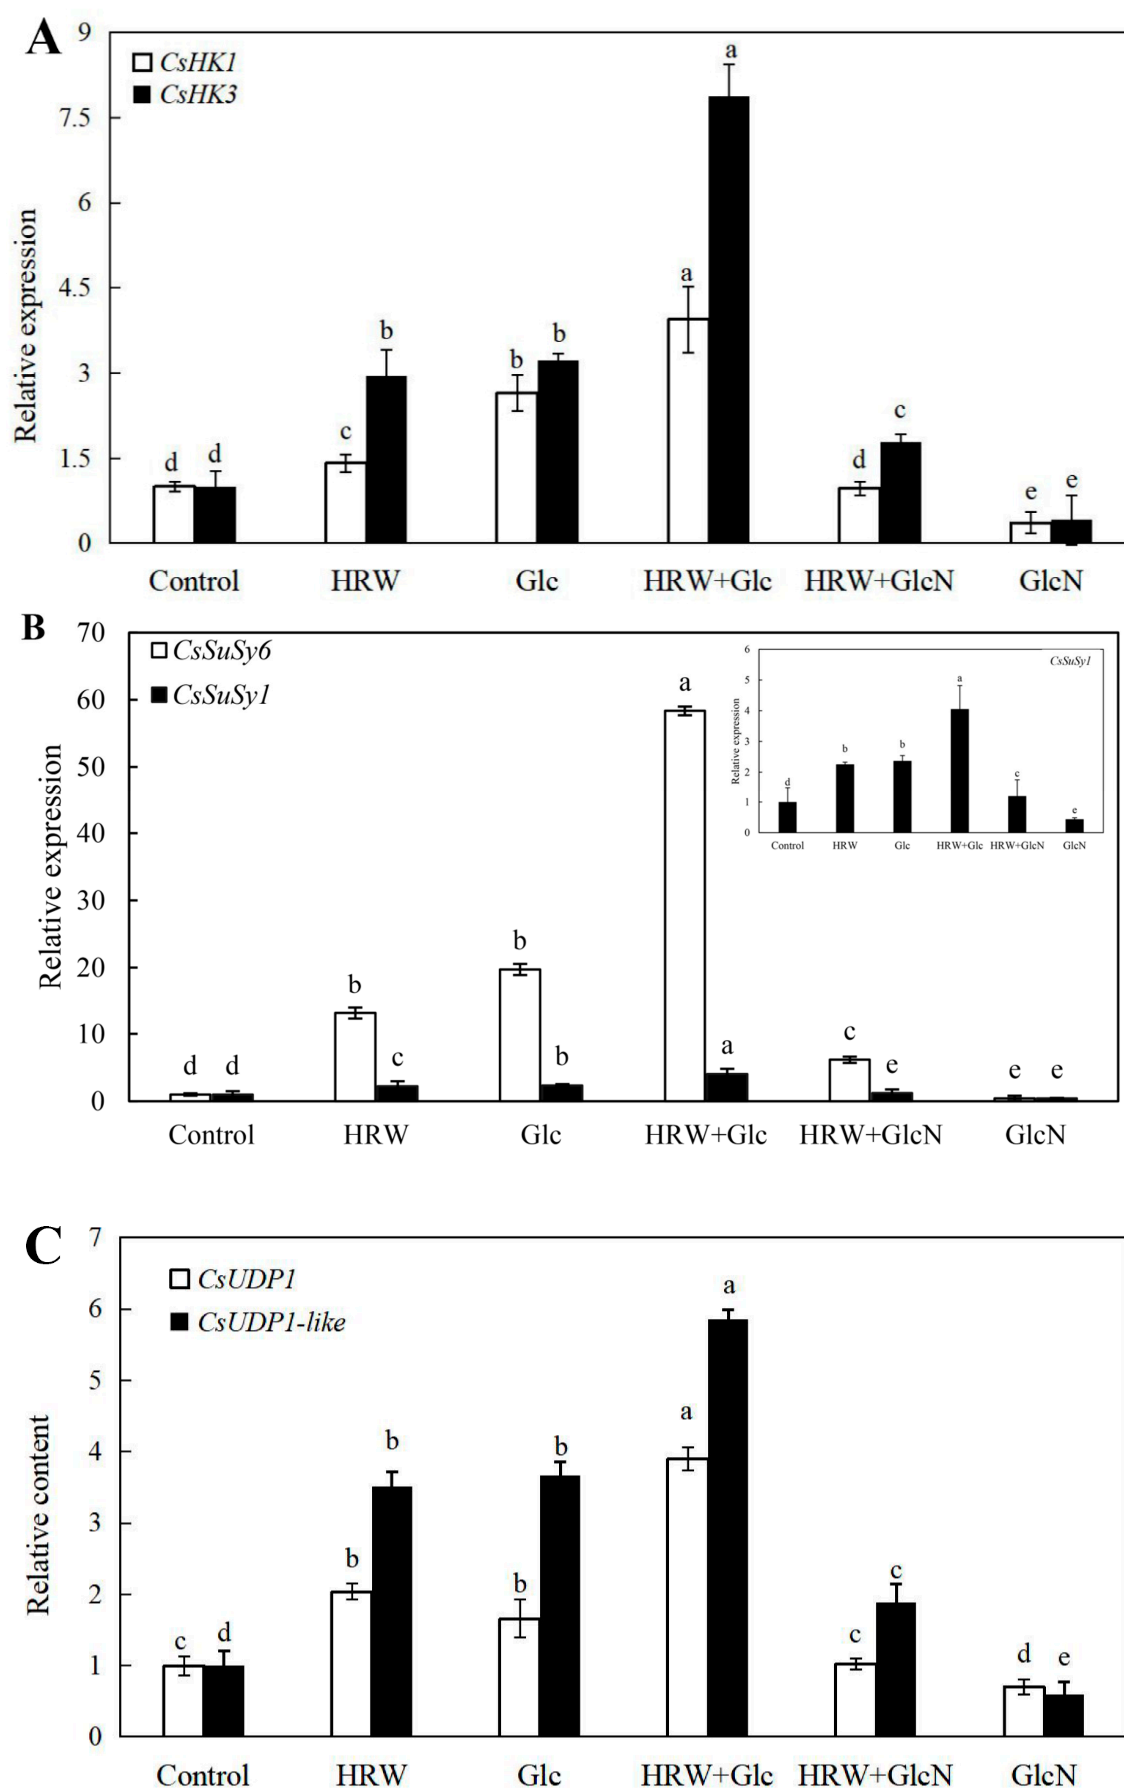 A
9
7.5
6
4.5
3
1.5
0
Relative expression
CsHK1
CsHK3
d d c b b b a a d c e e
Control HRW Glc HRW+Glc HRW+GlcN GlcN
B
70
60
50
40
30
20
10
0
Relative expression
CsSuSy6
CsSuSy1
d d b c b b a a c e e e
Control HRW Glc HRW+Glc HRW+GlcN GlcN
6
5
4
3
2
1
0
Relative expression
CsSuSy1
d b b a c e
Control HRW Glc HRW+Glc HRW+GlcN GlcN
C
7
6
5
4
3
2
1
0
Relative content
CsUDP1
CsUDP1-like
c d b b b b a a c c d e
Control HRW Glc HRW+Glc HRW+GlcN GlcN